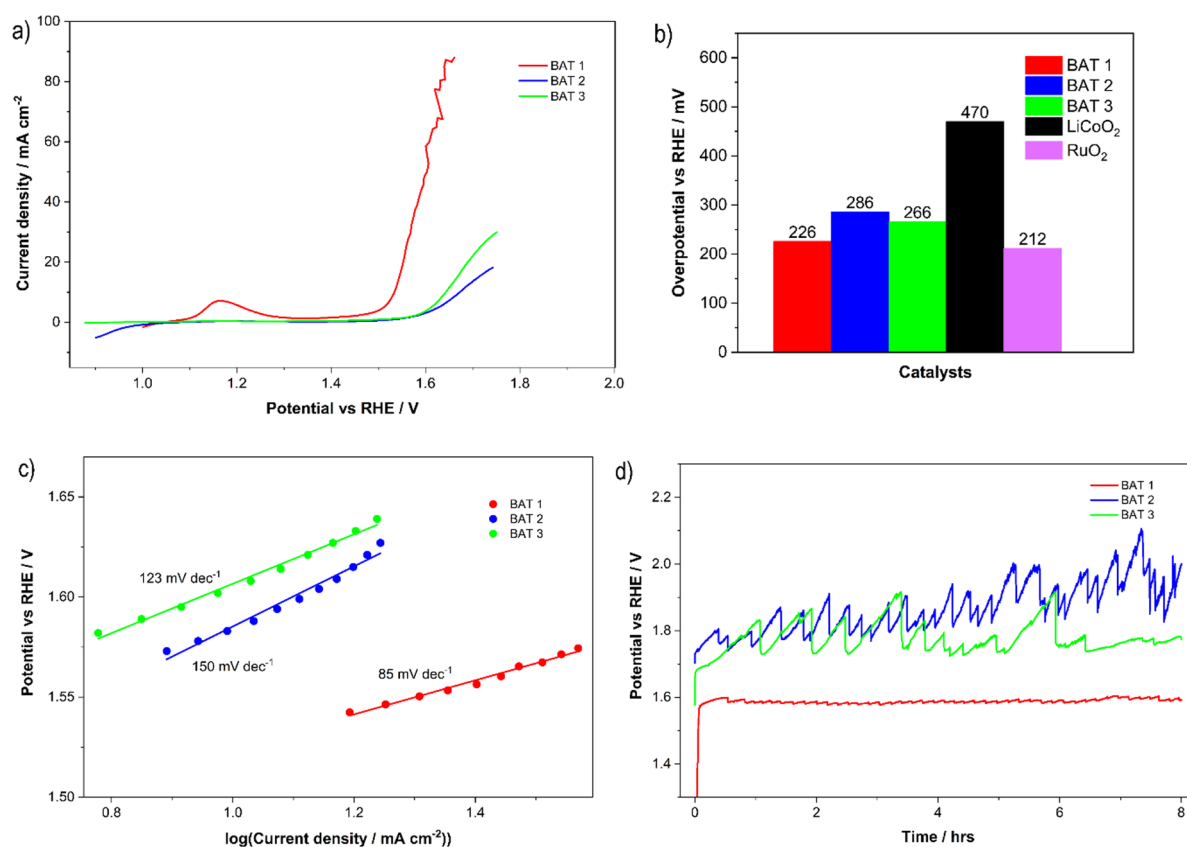 a)
100
80
60
40
20
0
Current density / mA cm⁻²
1.0 1.2 1.4 1.6 1.8 2.0
Potential vs RHE / V
BAT 1
BAT 2
BAT 3
b)
600
500
400
300
200
100
0
Overpotential vs RHE / mV
226
286
266
470
212
BAT 1
BAT 2
BAT 3
LiCoO₂
RuO₂
Catalysts
c)
1.65
1.60
1.55
1.50
Potential vs RHE / V
BAT 1
BAT 2
BAT 3
123 mV dec⁻¹
150 mV dec⁻¹
85 mV dec⁻¹
0.8 1.0 1.2 1.4
log(Current density / mA cm⁻²))
d)
2.2
2.0
1.8
1.6
1.4
Potential vs RHE / V
BAT 1
BAT 2
BAT 3
0 2 4 6 8
Time / hrs